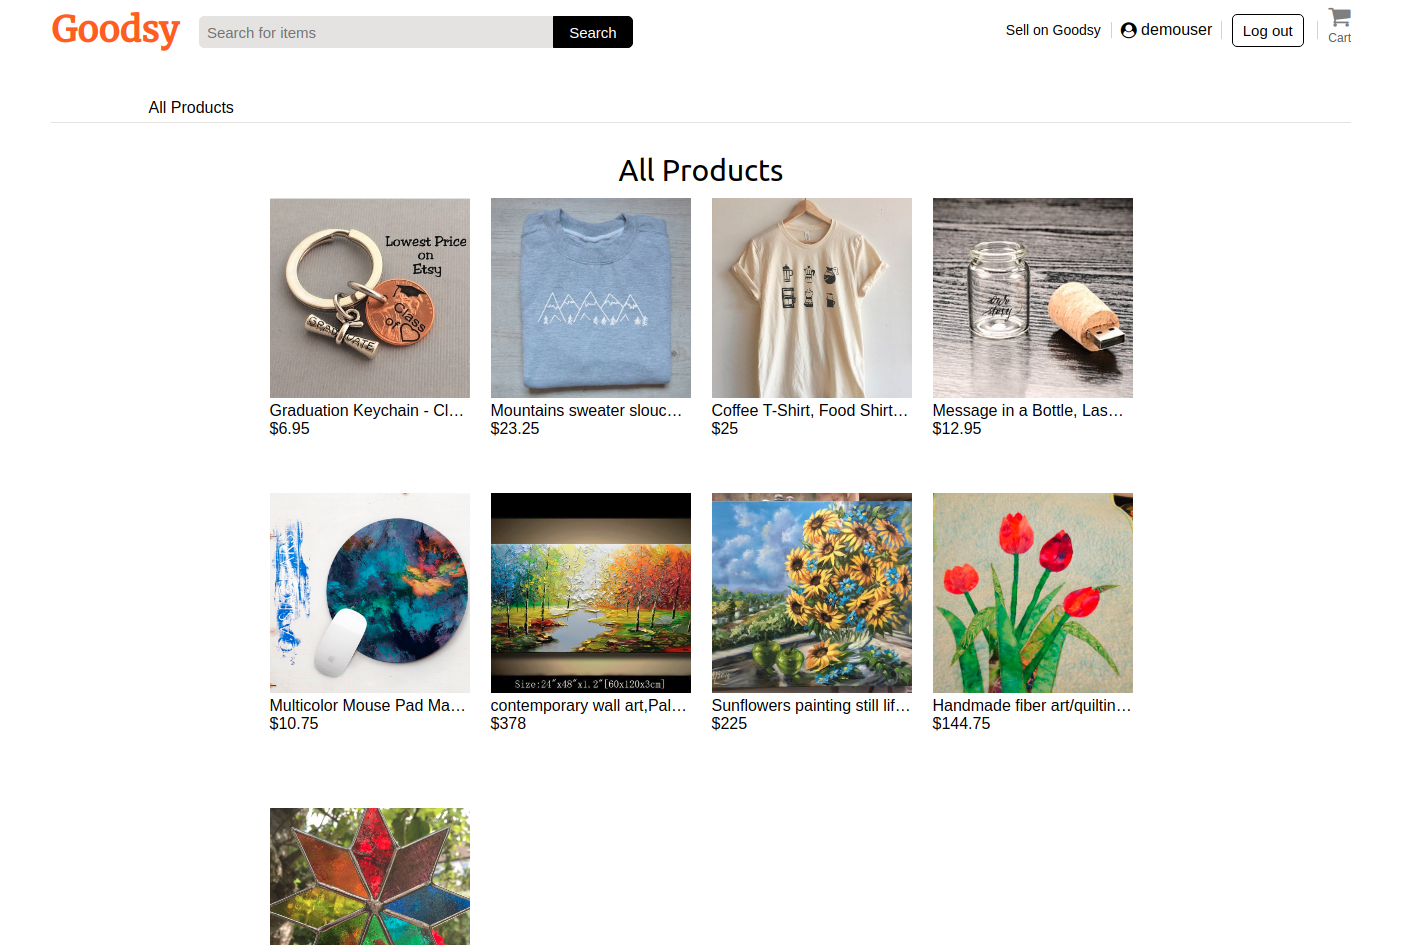 Goodsy
Search for items
Search
Sell on Goodsy
demouser
Log out
Cart
All Products
All Products
Lowest Price
on
Etsy
Class
of
GRADUATE
our
story
Graduation Keychain - Cl…
$6.95
Mountains sweater slouc…
$23.25
Coffee T-Shirt, Food Shirt…
$25
Message in a Bottle, Las…
$12.95
Size:24"x48"x1.2"[60x120x3cm]
Multicolor Mouse Pad Ma…
$10.75
contemporary wall art,Pal…
$378
Sunflowers painting still lif…
$225
Handmade fiber art/quiltin…
$144.75